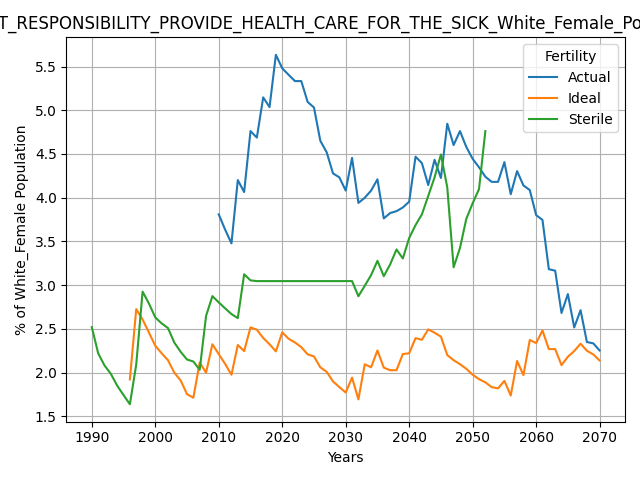 T_RESPONSIBILITY_PROVIDE_HEALTH_CARE_FOR_THE_SICK_White_Female_Po
Fertility
Actual
Ideal
Sterile
% of White_Female Population
5.5
5.0
4.5
4.0
3.5
3.0
2.5
2.0
1.5
1990 2000 2010 2020 2030 2040 2050 2060 2070
Years